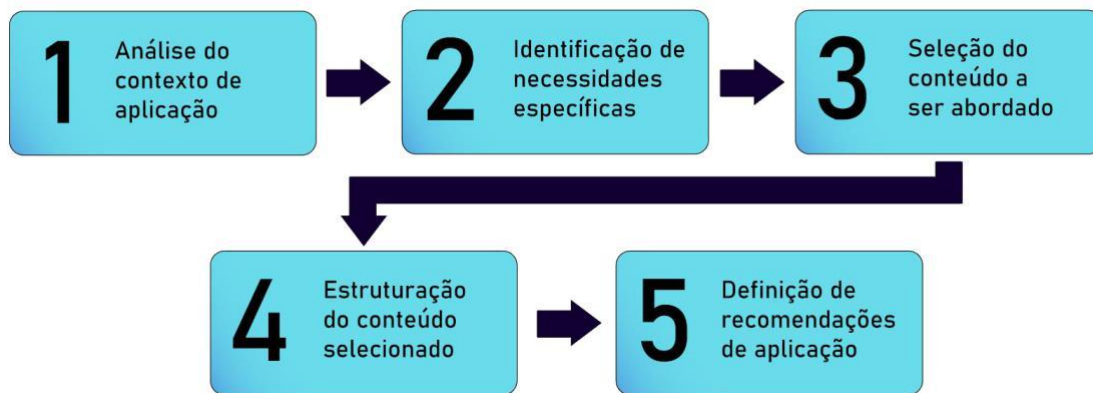 1
Análise do
contexto de
aplicação
2
Identificação de
necessidades
específicas
3
Seleção do
conteúdo a
ser abordado
4
Estruturação
do conteúdo
selecionado
5
Definição de
recomendações
de aplicação